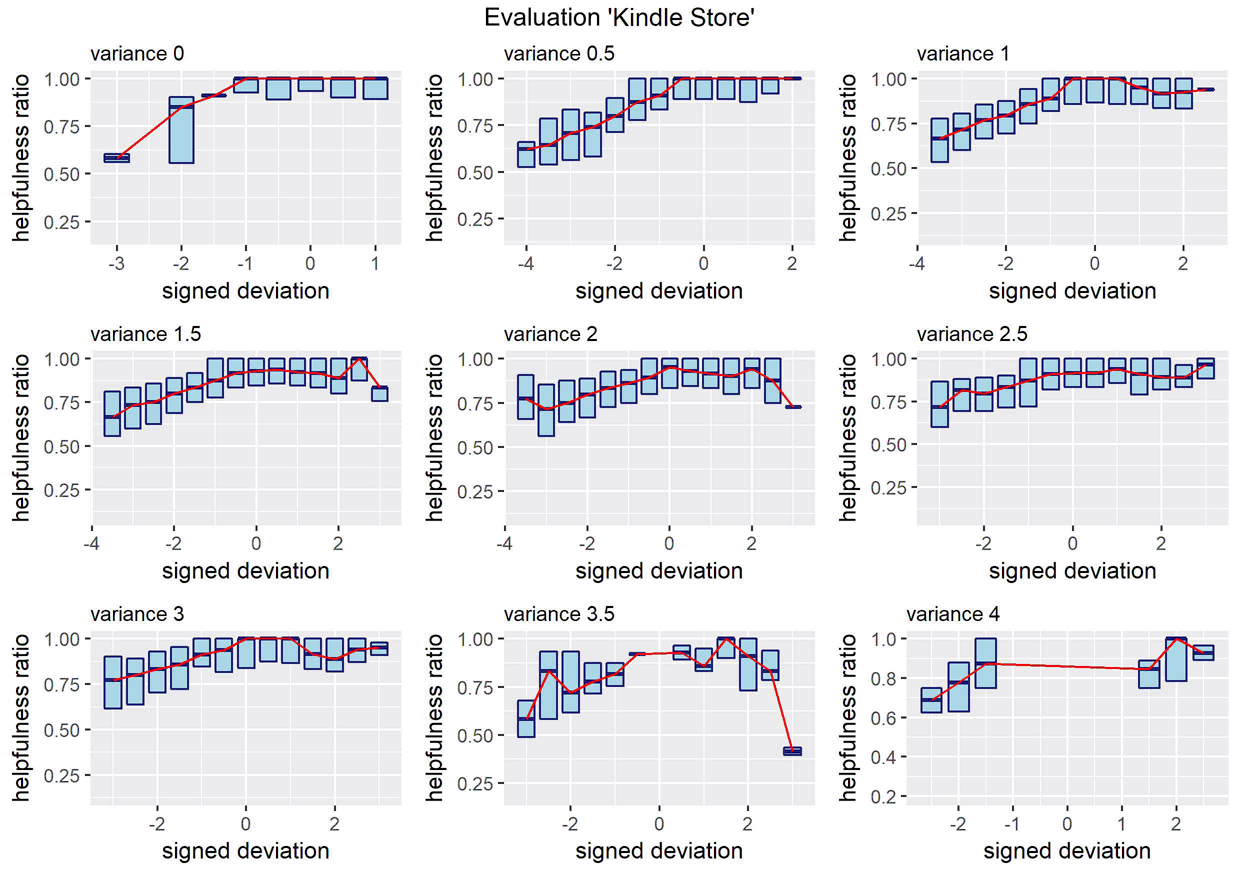 Evaluation 'Kindle Store'
variance 0
helpfulness ratio
1.00
0.75
0.50
0.25
-3 -2 -1 0 1
signed deviation
variance 0.5
helpfulness ratio
1.00
0.75
0.50
0.25
-4 -2 0 2
signed deviation
variance 1
helpfulness ratio
1.00
0.75
0.50
0.25
-4 -2 0 2
signed deviation
variance 1.5
helpfulness ratio
1.00
0.75
0.50
0.25
-4 -2 0 2
signed deviation
variance 2
helpfulness ratio
1.00
0.75
0.50
0.25
-4 -2 0 2
signed deviation
variance 2.5
helpfulness ratio
1.00
0.75
0.50
0.25
-2 0 2
signed deviation
variance 3
helpfulness ratio
1.00
0.75
0.50
0.25
-2 0 2
signed deviation
variance 3.5
helpfulness ratio
1.00
0.75
0.50
0.25
-2 0 2
signed deviation
variance 4
helpfulness ratio
1.0
0.8
0.6
0.4
0.2
-2 -1 0 1 2
signed deviation